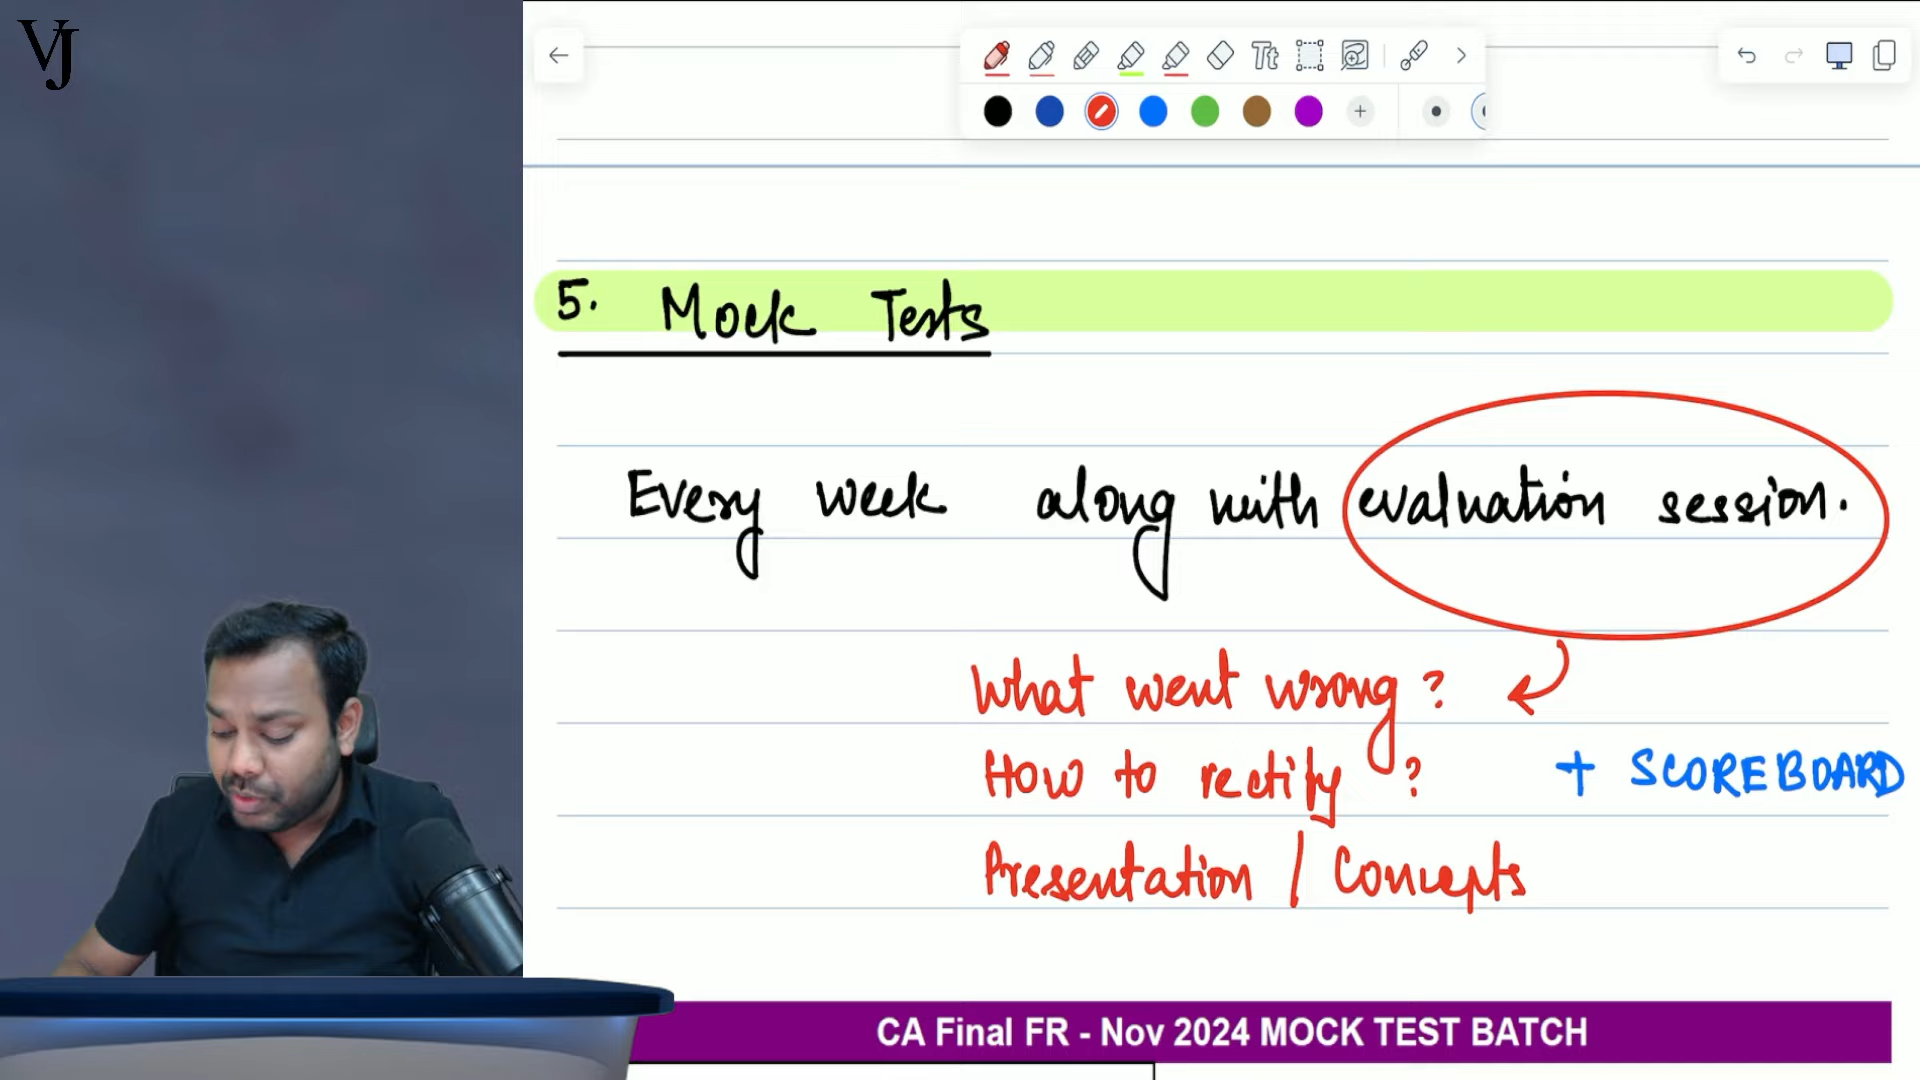 VJ
Tt
5. Mock Tests
Every week along with evaluation session.
What went wrong?
How to rectify?
+ SCOREBOARD
Presentation / Concepts
CA Final FR - Nov 2024 MOCK TEST BATCH